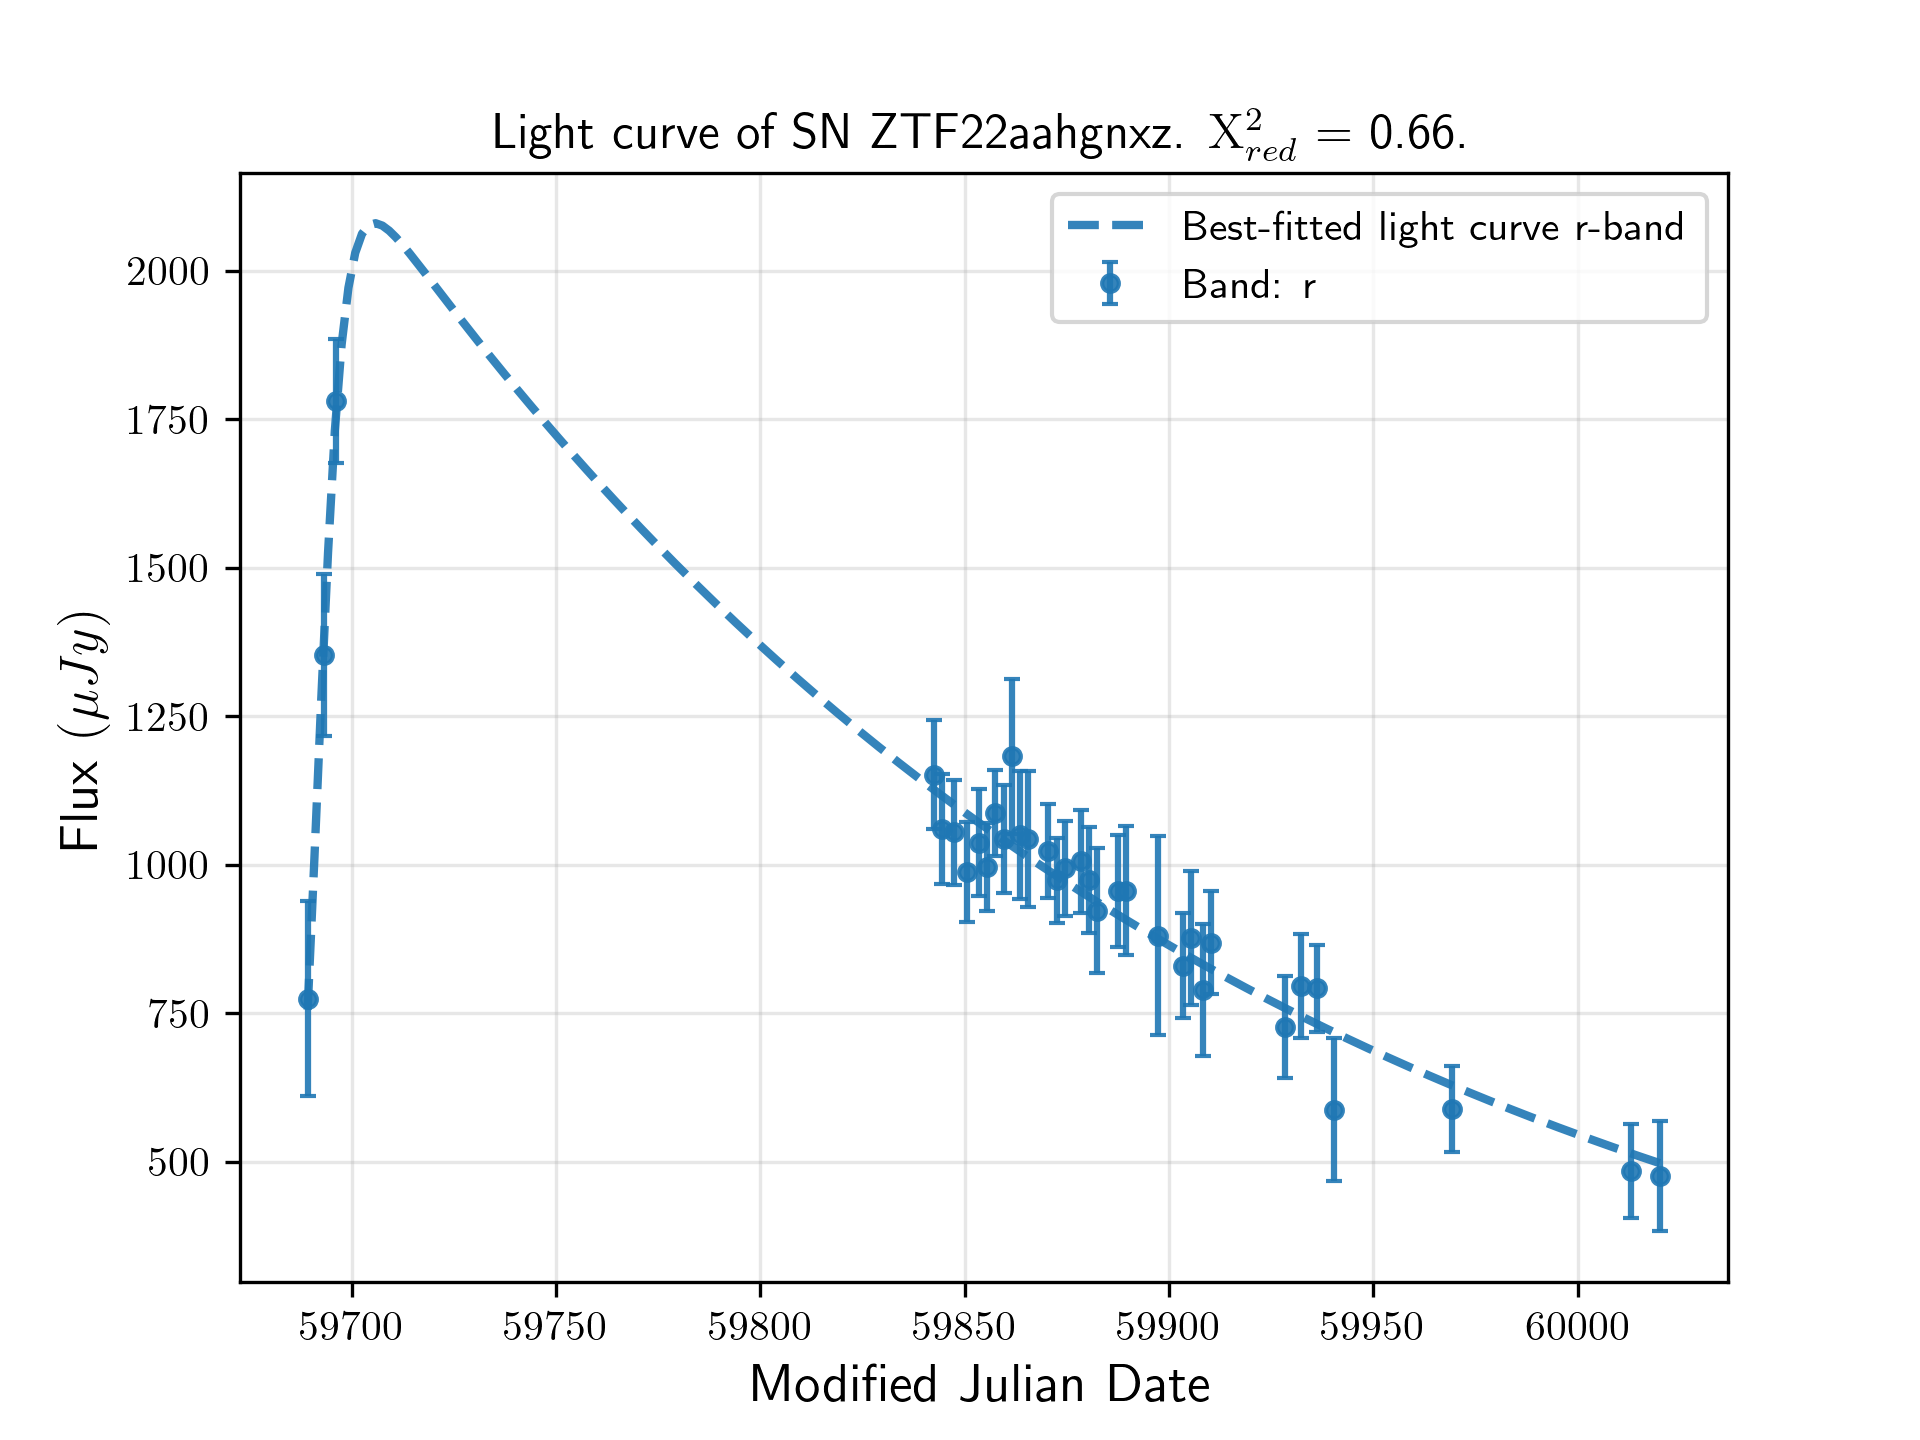 Light curve of SN ZTF22aahgnxz. X²red = 0.66.
Best-fitted light curve r-band
Band: r
2000
1750
1500
1250
1000
750
500
Flux (μJy)
59700 59750 59800 59850 59900 59950 60000
Modified Julian Date